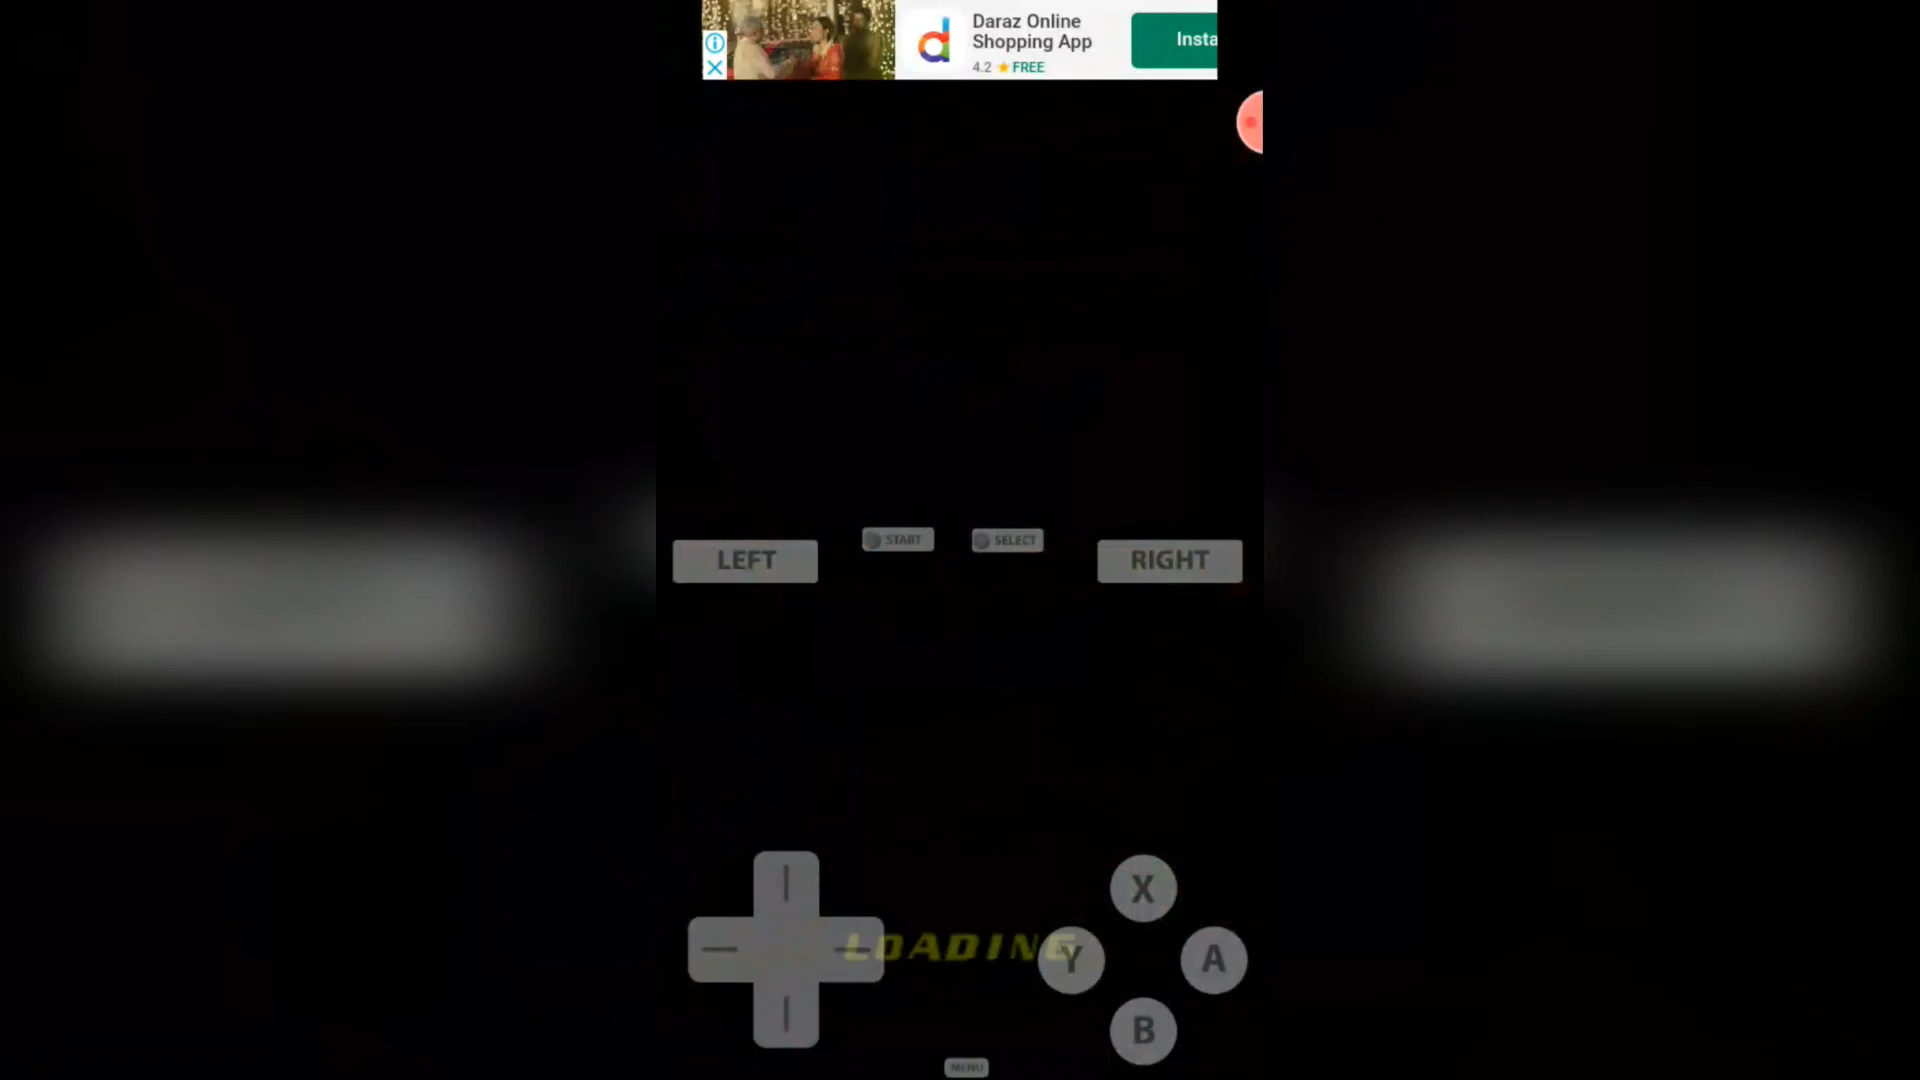 Daraz Online
Shopping App
4.2 ★ FREE
Insta
START
SELECT
LEFT
RIGHT
X
LOADING
Y
A
B
MENU